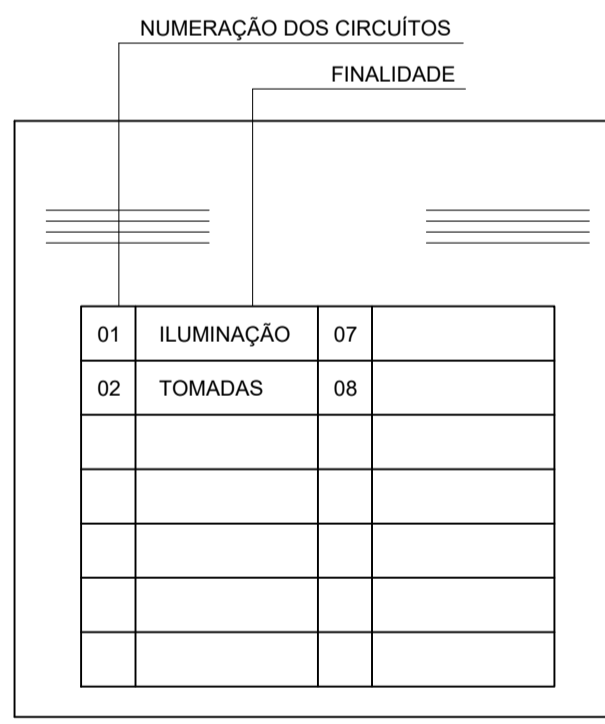 NUMERAÇÃO DOS CIRCUÍTOS
FINALIDADE
01 ILUMINAÇÃO 07
02 TOMADAS 08